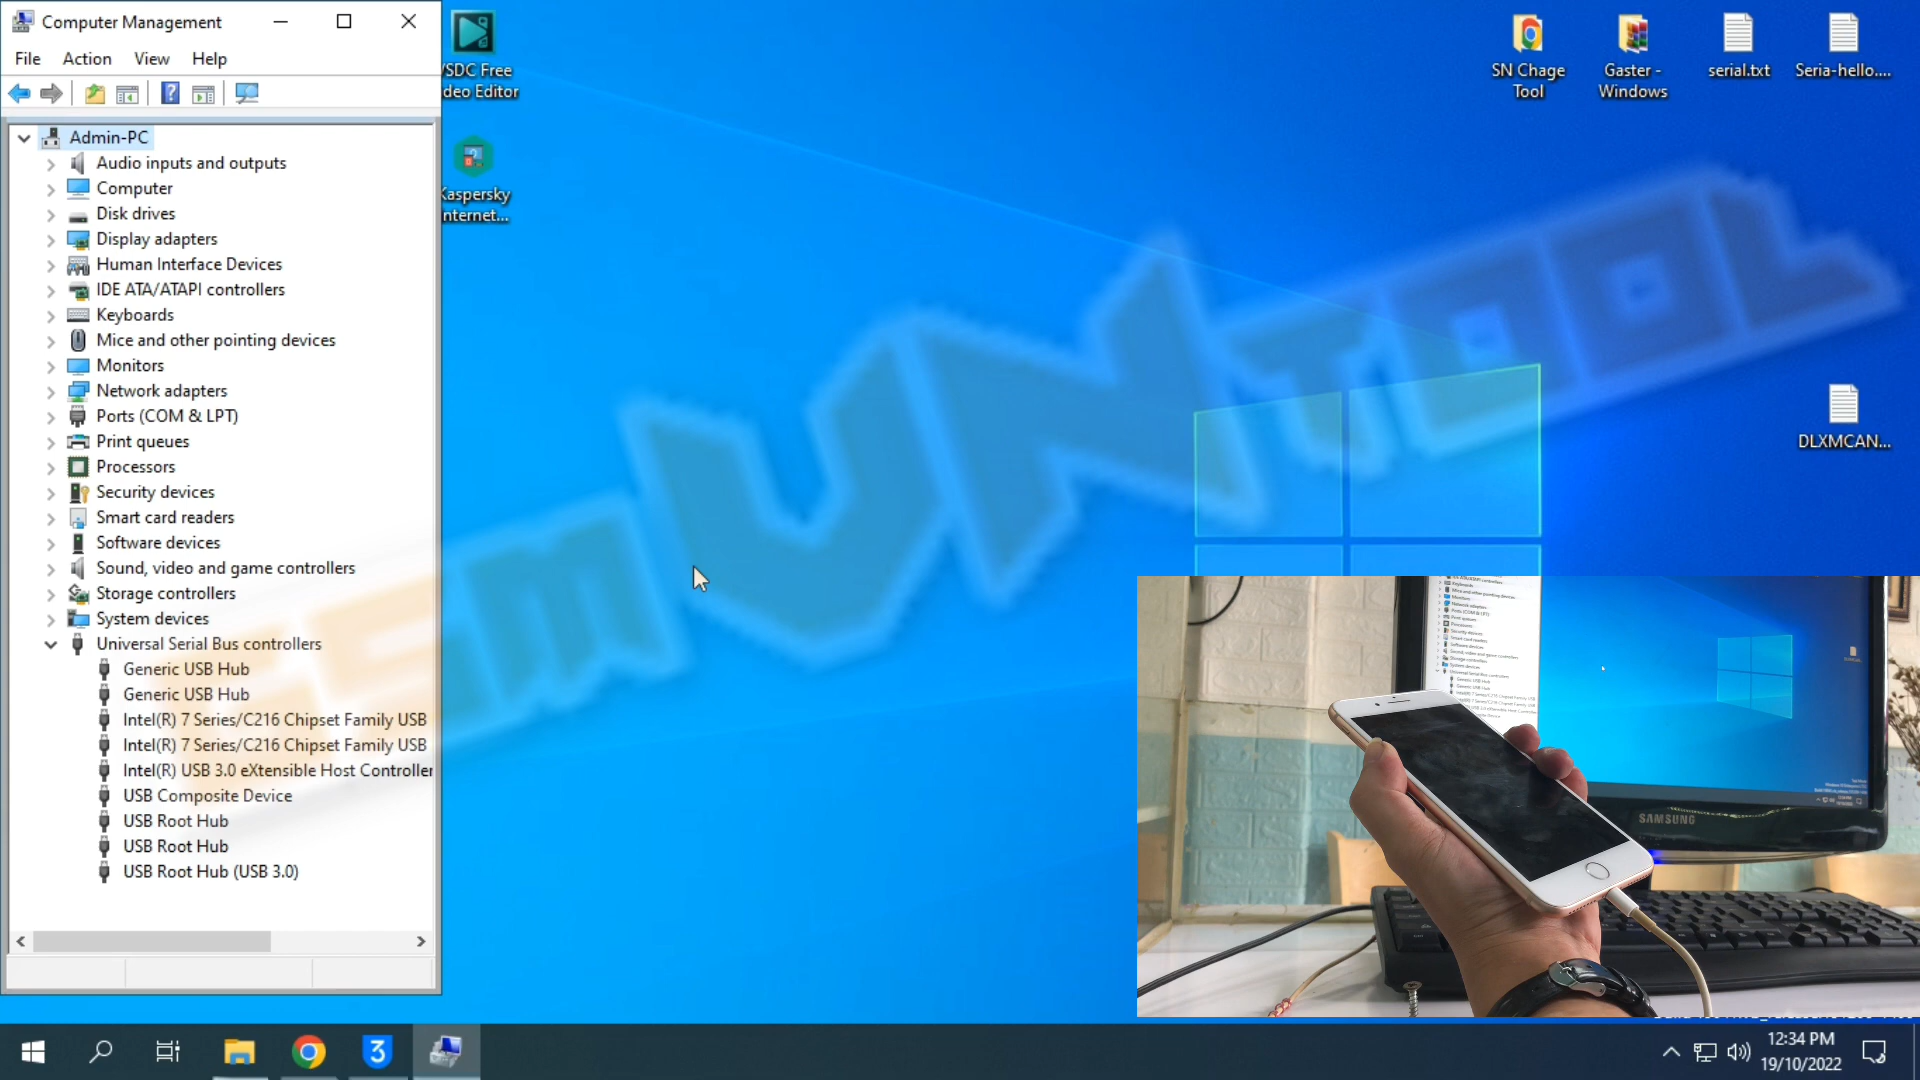 Computer Management
File Action View Help
Admin-PC
Audio inputs and outputs
Computer
Disk drives
Display adapters
Human Interface Devices
IDE ATA/ATAPI controllers
Keyboards
Mice and other pointing devices
Monitors
Network adapters
Ports (COM & LPT)
Print queues
Processors
Security devices
Smart card readers
Software devices
Sound, video and game controllers
Storage controllers
System devices
Universal Serial Bus controllers
Generic USB Hub
Generic USB Hub
Intel(R) 7 Series/C216 Chipset Family USB
Intel(R) 7 Series/C216 Chipset Family USB
Intel(R) USB 3.0 eXtensible Host Controller
USB Composite Device
USB Root Hub
USB Root Hub
USB Root Hub (USB 3.0)
VSDC Free
deo Editor
Kaspersky
nternet...
SN Chage
Tool
Gaster -
Windows
serial.txt
Seria-hello....
DLXMCAN...
SAMSUNG
3
12:34 PM
19/10/2022